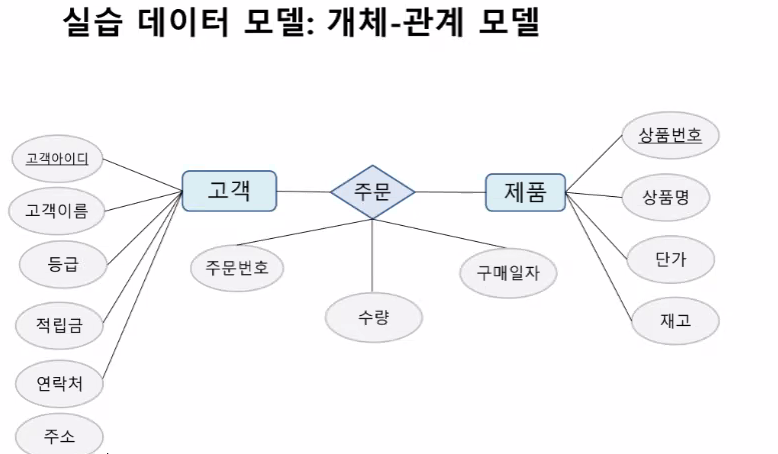 실습 데이터 모델: 개체-관계 모델
고객아이디
고객이름
등급
적립금
연락처
주소
고객
주문
제품
주문번호
수량
구매일자
상품번호
상품명
단가
재고